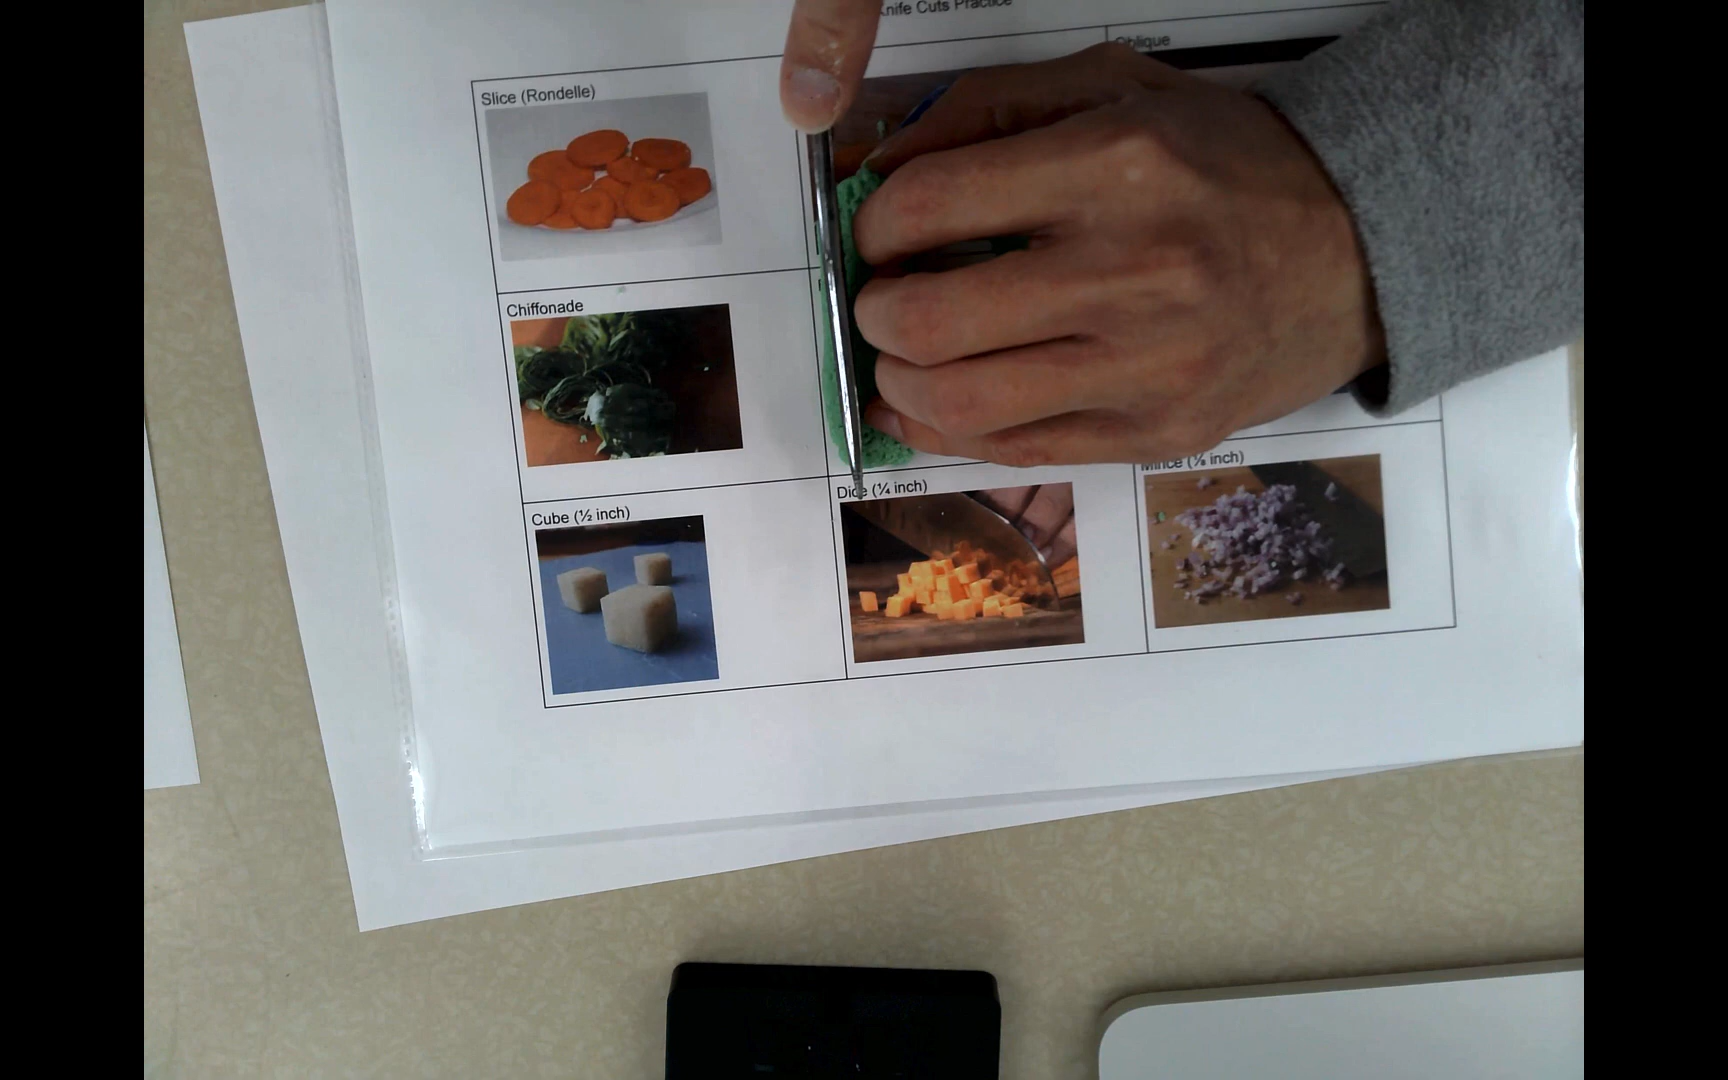 Knife Cuts Practice
Slice (Rondelle)
Oblique
Chiffonade
Cube (½ inch)
Dice (¼ inch)
Mince (⅛ inch)